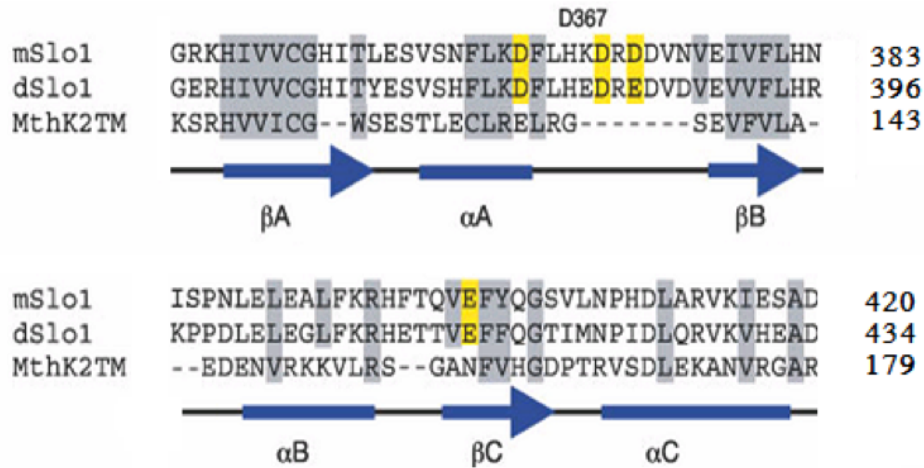 D367
mSlo1 GRKHIVVCGHITLESVSNFLKDFLHKDRDDVNVEIVFLHN 383
dSlo1 GERHIVVCGHITYESVSHFLKDFLHEDREDVDVEVVFLHR 396
MthK2TM KSRHVVICG--WSESTLECLRELRG-------SEVFVLA- 143
βA αA βB
mSlo1 ISPNLELEALFKRHFTQVEFYQGSVLNPHDLARVKIESAD 420
dSlo1 KPPDLELEGLFKRHETTVEFFQGTIMNPIDLQRVKVHEAD 434
MthK2TM --EDENVRKKVLRS--GANFVHGDPTRVSDLEKANVRGAR 179
αB βC αC